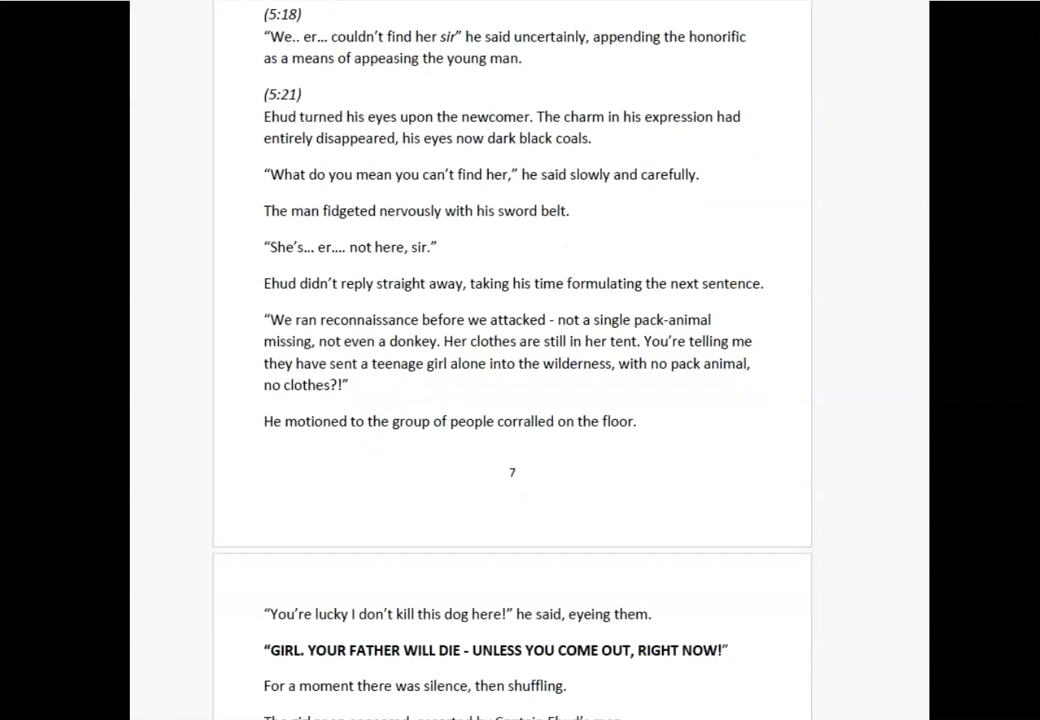 (5:18)
“We.. er… couldn’t find her sir” he said uncertainly, appending the honorific
as a means of appeasing the young man.
(5:21)
Ehud turned his eyes upon the newcomer. The charm in his expression had
entirely disappeared, his eyes now dark black coals.
“What do you mean you can’t find her,” he said slowly and carefully.
The man fidgeted nervously with his sword belt.
“She’s… er…. not here, sir.”
Ehud didn’t reply straight away, taking his time formulating the next sentence.
“We ran reconnaissance before we attacked - not a single pack-animal
missing, not even a donkey. Her clothes are still in her tent. You’re telling me
they have sent a teenage girl alone into the wilderness, with no pack animal,
no clothes?!”
He motioned to the group of people corralled on the floor.
7
“You’re lucky I don’t kill this dog here!” he said, eyeing them.
“GIRL. YOUR FATHER WILL DIE - UNLESS YOU COME OUT, RIGHT NOW!”
For a moment there was silence, then shuffling.